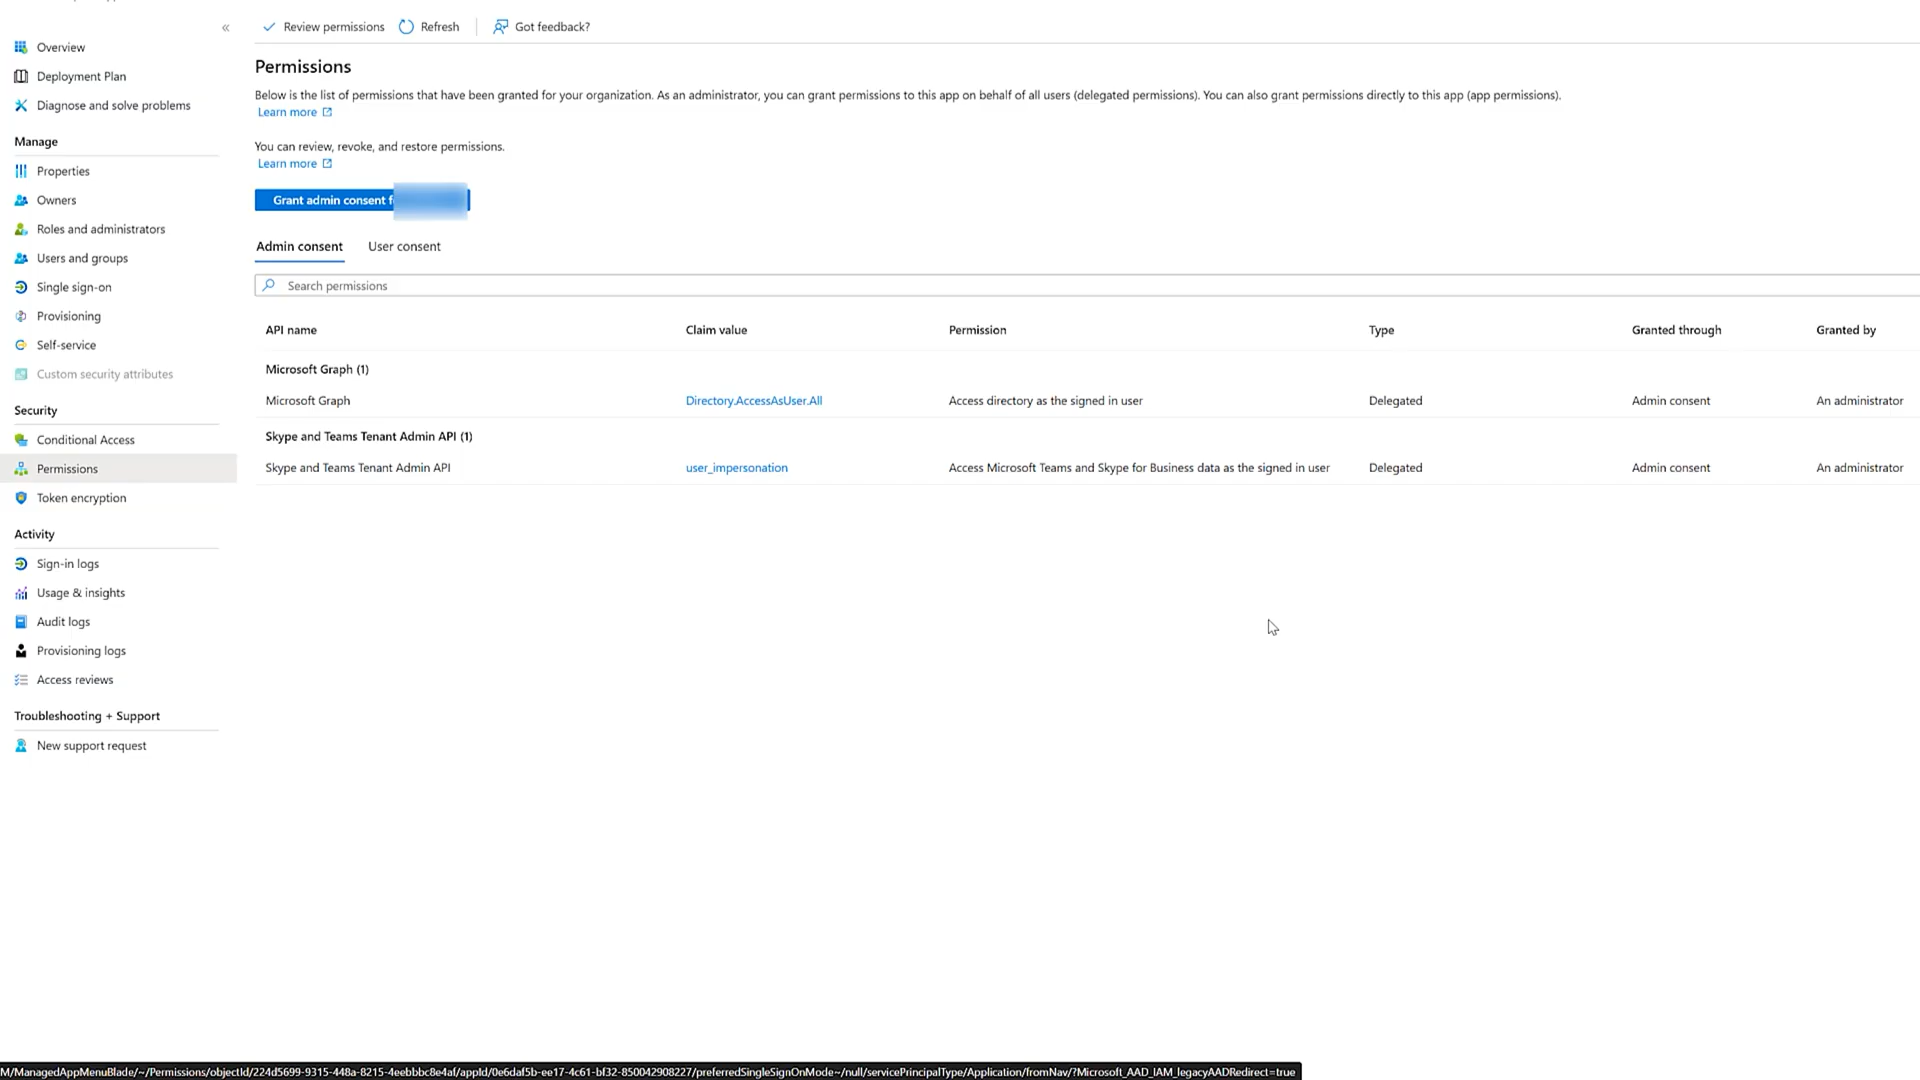 «
Overview
Deployment Plan
Diagnose and solve problems
Manage
Properties
Owners
Roles and administrators
Users and groups
Single sign-on
Provisioning
Self-service
Custom security attributes
Security
Conditional Access
Permissions
Token encryption
Activity
Sign-in logs
Usage & insights
Audit logs
Provisioning logs
Access reviews
Troubleshooting + Support
New support request
Review permissions Refresh Got feedback?
Permissions
Below is the list of permissions that have been granted for your organization. As an administrator, you can grant permissions to this app on behalf of all users (delegated permissions). You can also grant permissions directly to this app (app permissions).
Learn more
You can review, revoke, and restore permissions.
Learn more
Grant admin consent
Admin consent User consent
Search permissions
API name Claim value Permission Type Granted through Granted by
Microsoft Graph (1)
Microsoft Graph Directory.AccessAsUser.All Access directory as the signed in user Delegated Admin consent An administrator
Skype and Teams Tenant Admin API (1)
Skype and Teams Tenant Admin API user_impersonation Access Microsoft Teams and Skype for Business data as the signed in user Delegated Admin consent An administrator
M/ManagedAppMenuBlade/~/Permissions/objectId/224d5699-9315-448a-8215-4eebbbc8e4af/appId/0e6daf5b-ee17-4c61-bf32-850042908227/preferredSingleSignOnMode~/null/servicePrincipalType/Application/fromNav/?Microsoft_AAD_IAM_legacyAADRedirect=true